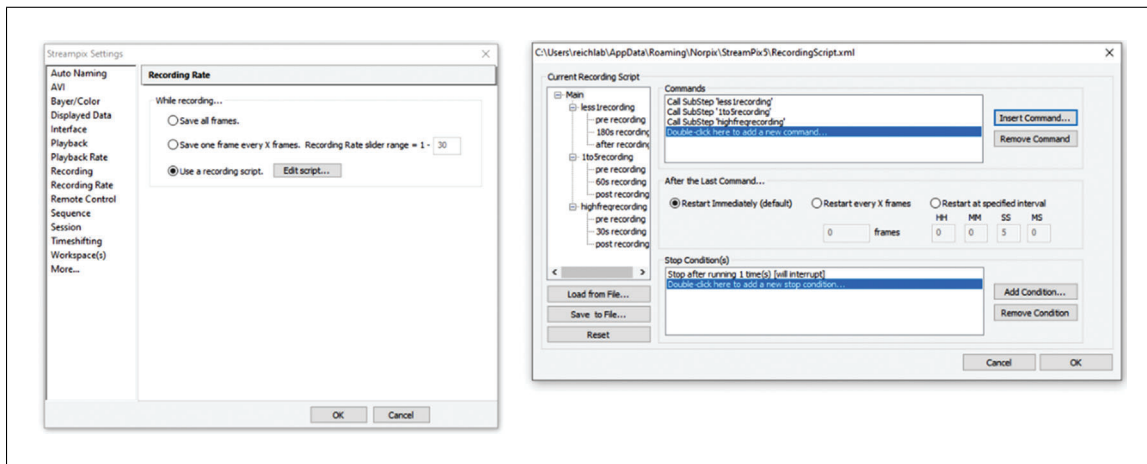 Streampix Settings
Auto Naming
AVI
Bayer/Color
Displayed Data
Interface
Playback
Playback Rate
Recording
Recording Rate
Remote Control
Sequence
Session
Timeshifting
Workspace(s)
More...
Recording Rate
While recording...
Save all frames.
Save one frame every X frames. Recording Rate slider range = 1 - 30
Use a recording script. Edit script...
OK Cancel
C:\Users\reichlab\AppData\Roaming\Norpix\StreamPix5\RecordingScript.xml
Current Recording Script
Main
less1recording
pre recording
180s recording
after recording
1to5recording
pre recording
60s recording
post recording
highfreqrecording
pre recording
30s recording
post recording
Load from File...
Save to File...
Reset
Commands
Call SubStep 'less1recording'
Call SubStep '1to5recording'
Call SubStep 'highfreqrecording'
Double-click here to add a new command...
Insert Command...
Remove Command
After the Last Command...
Restart Immediately (default) Restart every X frames Restart at specified interval
HH MM SS MS
0 frames 0 0 5 0
Stop Condition(s)
Stop after running 1 time(s) [will interrupt]
Double-click here to add a new stop condition...
Add Condition...
Remove Condition
Cancel OK